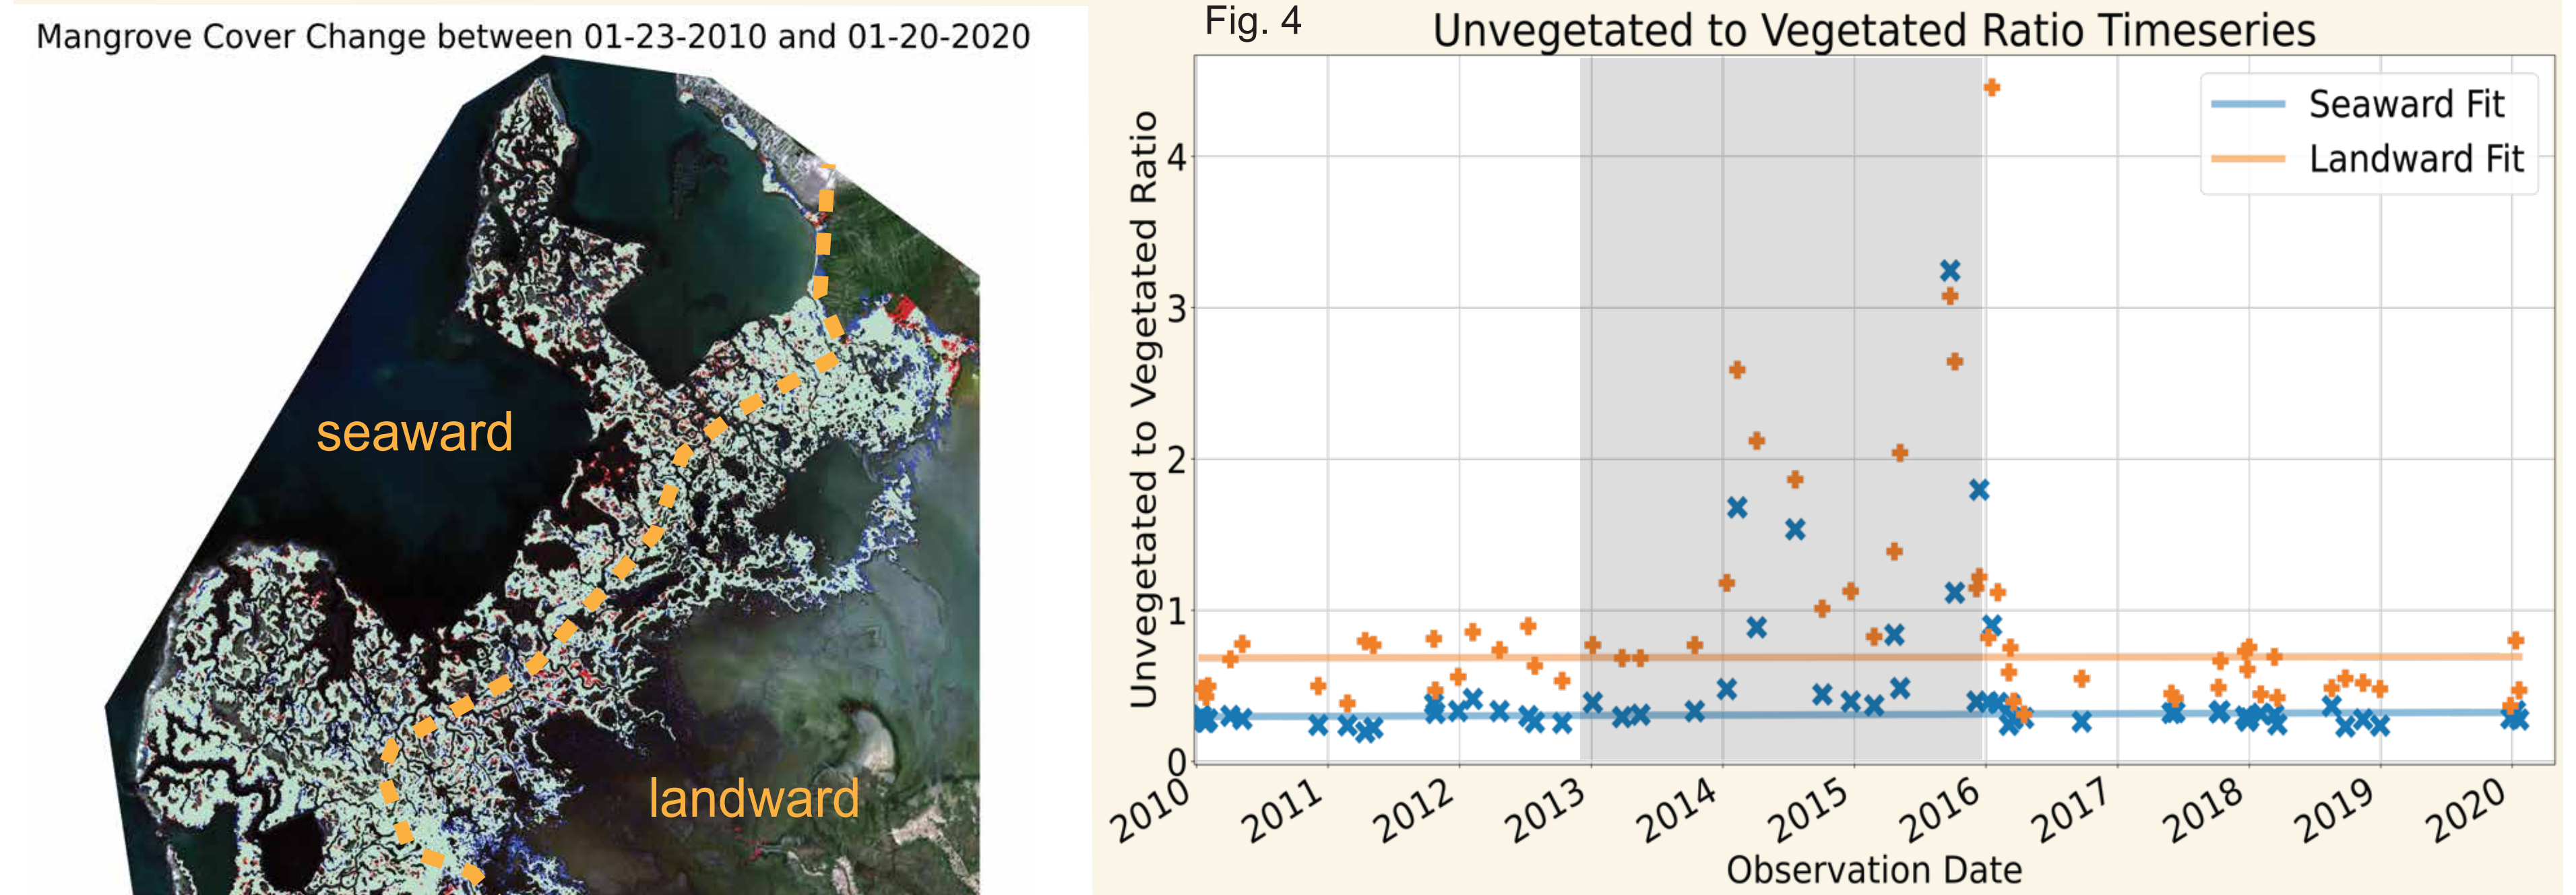 Mangrove Cover Change between 01-23-2010 and 01-20-2020
seaward
landward
Fig. 4
Unvegetated to Vegetated Ratio Timeseries
Seaward Fit
Landward Fit
Unvegetated to Vegetated Ratio
4
3
2
1
0
2010 2011 2012 2013 2014 2015 2016 2017 2018 2019 2020
Observation Date